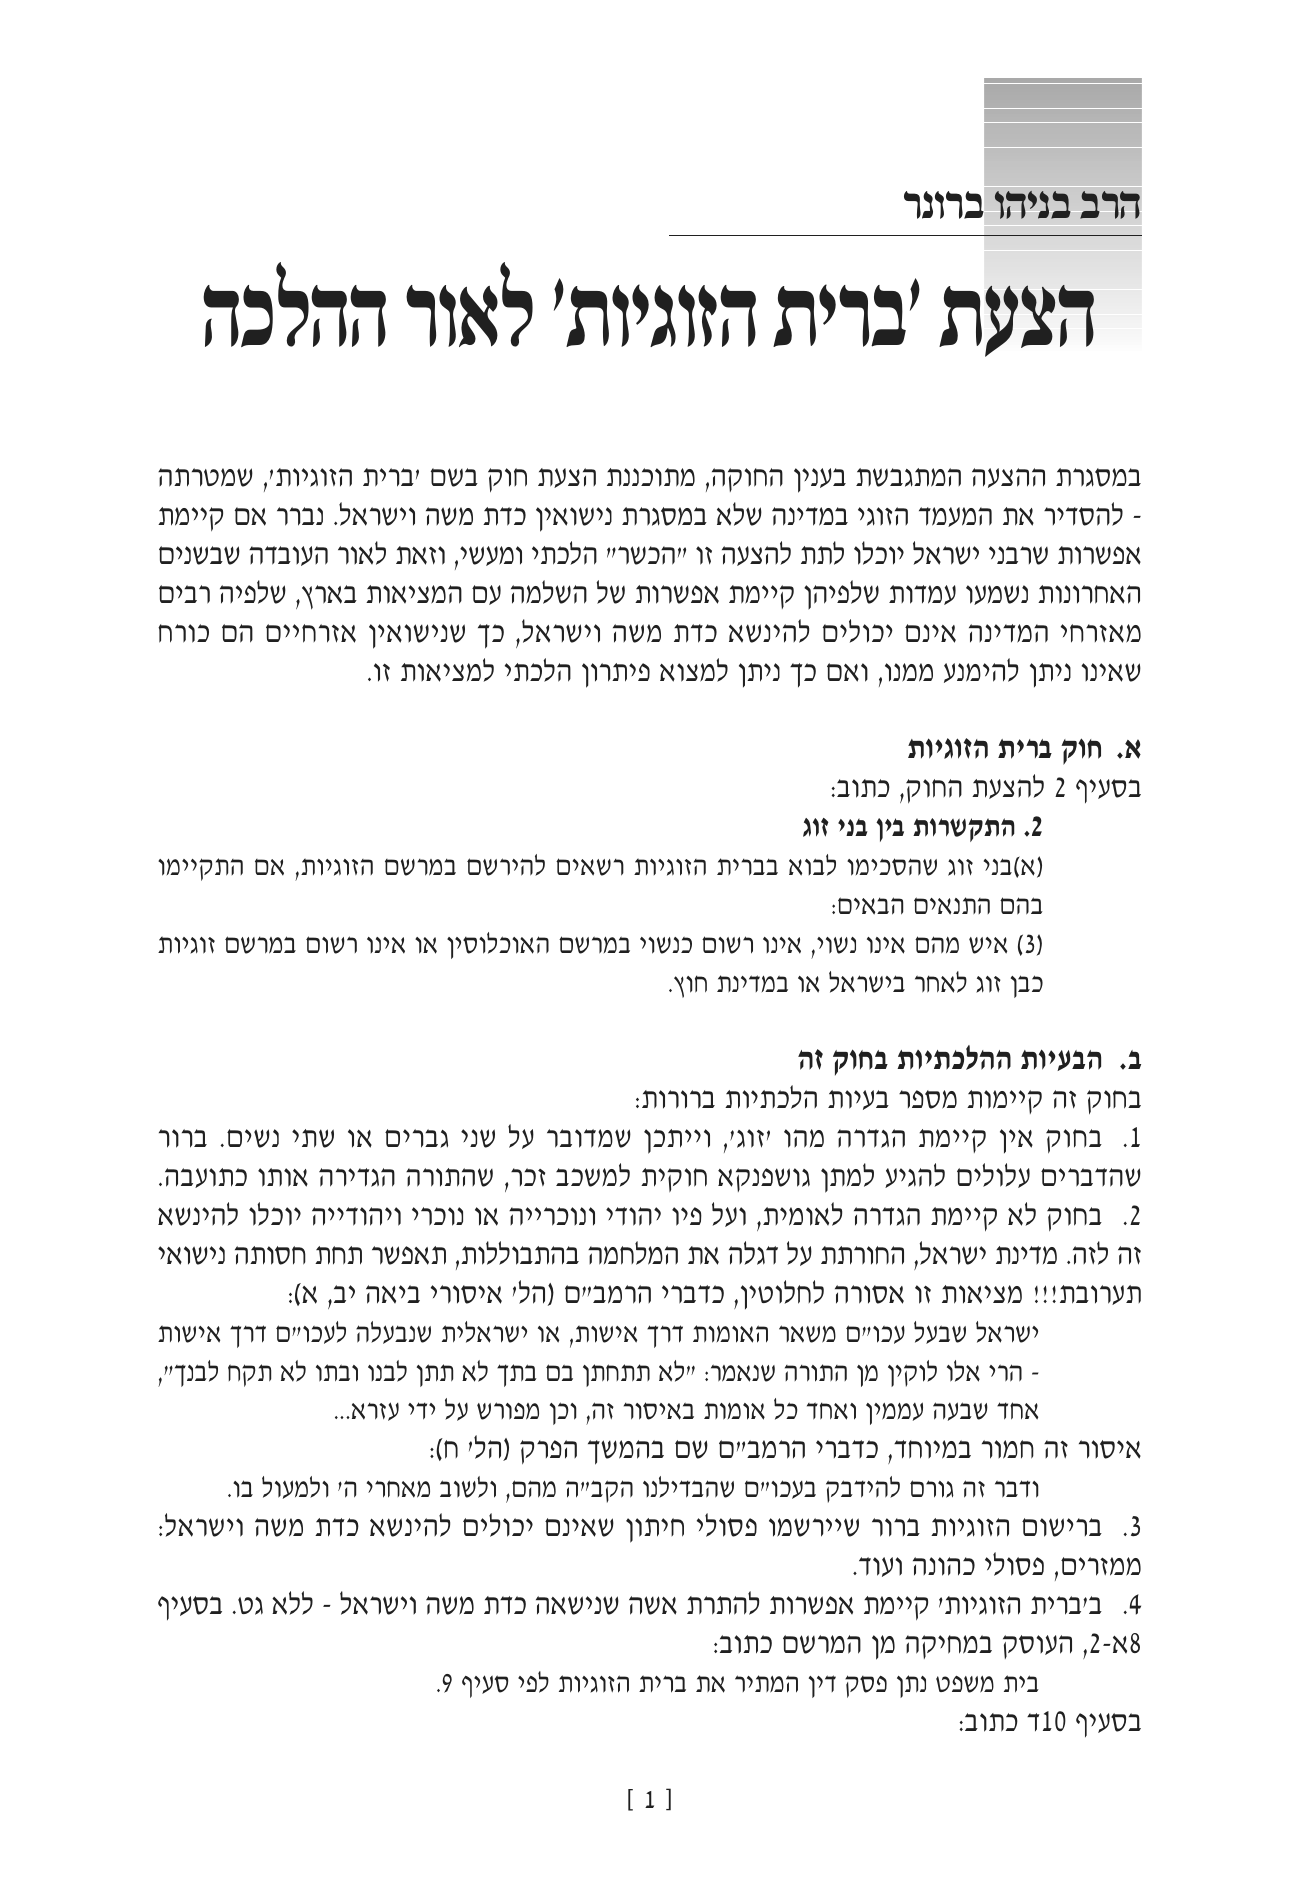 הרב בניהו ברונר
הצעת 'ברית הזוגיות' לאור ההלכה
במסגרת ההצעה המתגבשת בענין החוקה, מתוכננת הצעת חוק בשם 'ברית הזוגיות', שמטרתה
- להסדיר את המעמד הזוגי במדינה שלא במסגרת נישואין כדת משה וישראל. נברר אם קיימת
אפשרות שרבני ישראל יוכלו לתת להצעה זו "הכשר" הלכתי ומעשי, וזאת לאור העובדה שבשנים
האחרונות נשמעו עמדות שלפיהן קיימת אפשרות של השלמה עם המציאות בארץ, שלפיה רבים
מאזרחי המדינה אינם יכולים להינשא כדת משה וישראל, כך שנישואין אזרחיים הם כורח
שאינו ניתן להימנע ממנו, ואם כך ניתן למצוא פיתרון הלכתי למציאות זו.
א. חוק ברית הזוגיות
בסעיף 2 להצעת החוק, כתוב:
2. התקשרות בין בני זוג
(א)בני זוג שהסכימו לבוא בברית הזוגיות רשאים להירשם במרשם הזוגיות, אם התקיימו
בהם התנאים הבאים:
(3) איש מהם אינו נשוי, אינו רשום כנשוי במרשם האוכלוסין או אינו רשום במרשם זוגיות
כבן זוג לאחר בישראל או במדינת חוץ.
ב. הבעיות ההלכתיות בחוק זה
בחוק זה קיימות מספר בעיות הלכתיות ברורות:
1. בחוק אין קיימת הגדרה מהו 'זוג', וייתכן שמדובר על שני גברים או שתי נשים. ברור
שהדברים עלולים להגיע למתן גושפנקא חוקית למשכב זכר, שהתורה הגדירה אותו כתועבה.
2. בחוק לא קיימת הגדרה לאומית, ועל פיו יהודי ונוכרייה או נוכרי ויהודייה יוכלו להינשא
זה לזה. מדינת ישראל, החורתת על דגלה את המלחמה בהתבוללות, תאפשר תחת חסותה נישואי
תערובת!!! מציאות זו אסורה לחלוטין, כדברי הרמב"ם (הל' איסורי ביאה יב, א):
ישראל שבעל עכו"ם משאר האומות דרך אישות, או ישראלית שנבעלה לעכו"ם דרך אישות
- הרי אלו לוקין מן התורה שנאמר: "לא תתחתן בם בתך לא תתן לבנו ובתו לא תקח לבנך",
אחד שבעה עממין ואחד כל אומות באיסור זה, וכן מפורש על ידי עזרא...
איסור זה חמור במיוחד, כדברי הרמב"ם שם בהמשך הפרק (הל' ח):
ודבר זה גורם להידבק בעכו"ם שהבדילנו הקב"ה מהם, ולשוב מאחרי ה' ולמעול בו.
3. ברישום הזוגיות ברור שיירשמו פסולי חיתון שאינם יכולים להינשא כדת משה וישראל:
ממזרים, פסולי כהונה ועוד.
4. ב'ברית הזוגיות' קיימת אפשרות להתרת אשה שנישאה כדת משה וישראל - ללא גט. בסעיף
8א-2, העוסק במחיקה מן המרשם כתוב:
בית משפט נתן פסק דין המתיר את ברית הזוגיות לפי סעיף 9.
בסעיף 10ד כתוב:
[ 1 ]